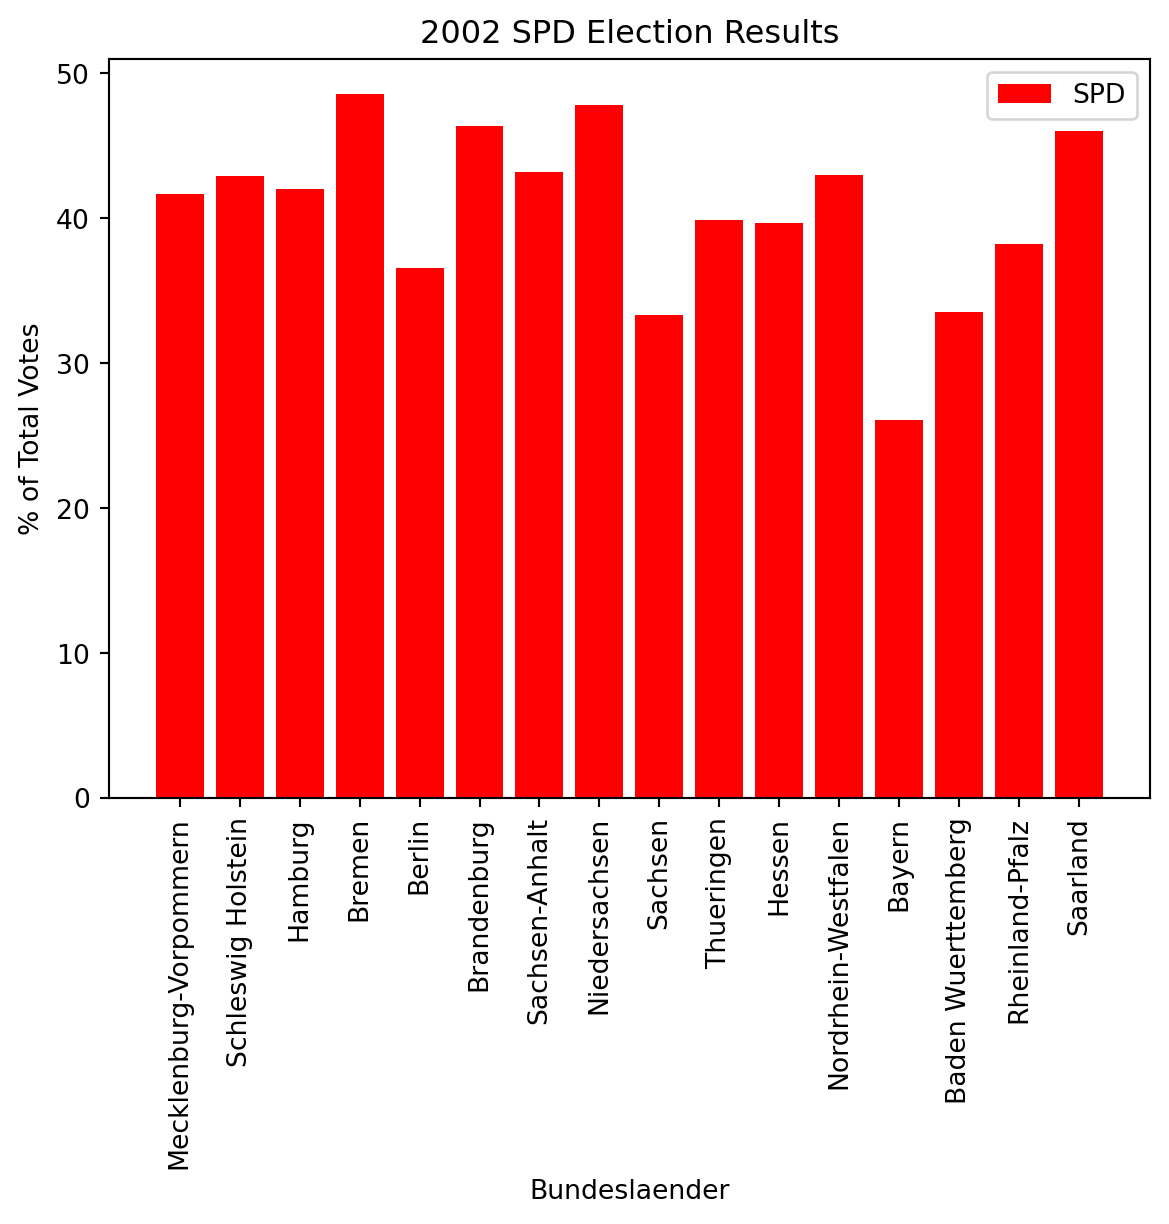 2002 SPD Election Results
SPD
% of Total Votes
50
40
30
20
10
0
Mecklenburg-Vorpommern
Schleswig Holstein
Hamburg
Bremen
Berlin
Brandenburg
Sachsen-Anhalt
Niedersachsen
Sachsen
Thueringen
Hessen
Nordrhein-Westfalen
Bayern
Baden Wuerttemberg
Rheinland-Pfalz
Saarland
Bundeslaender